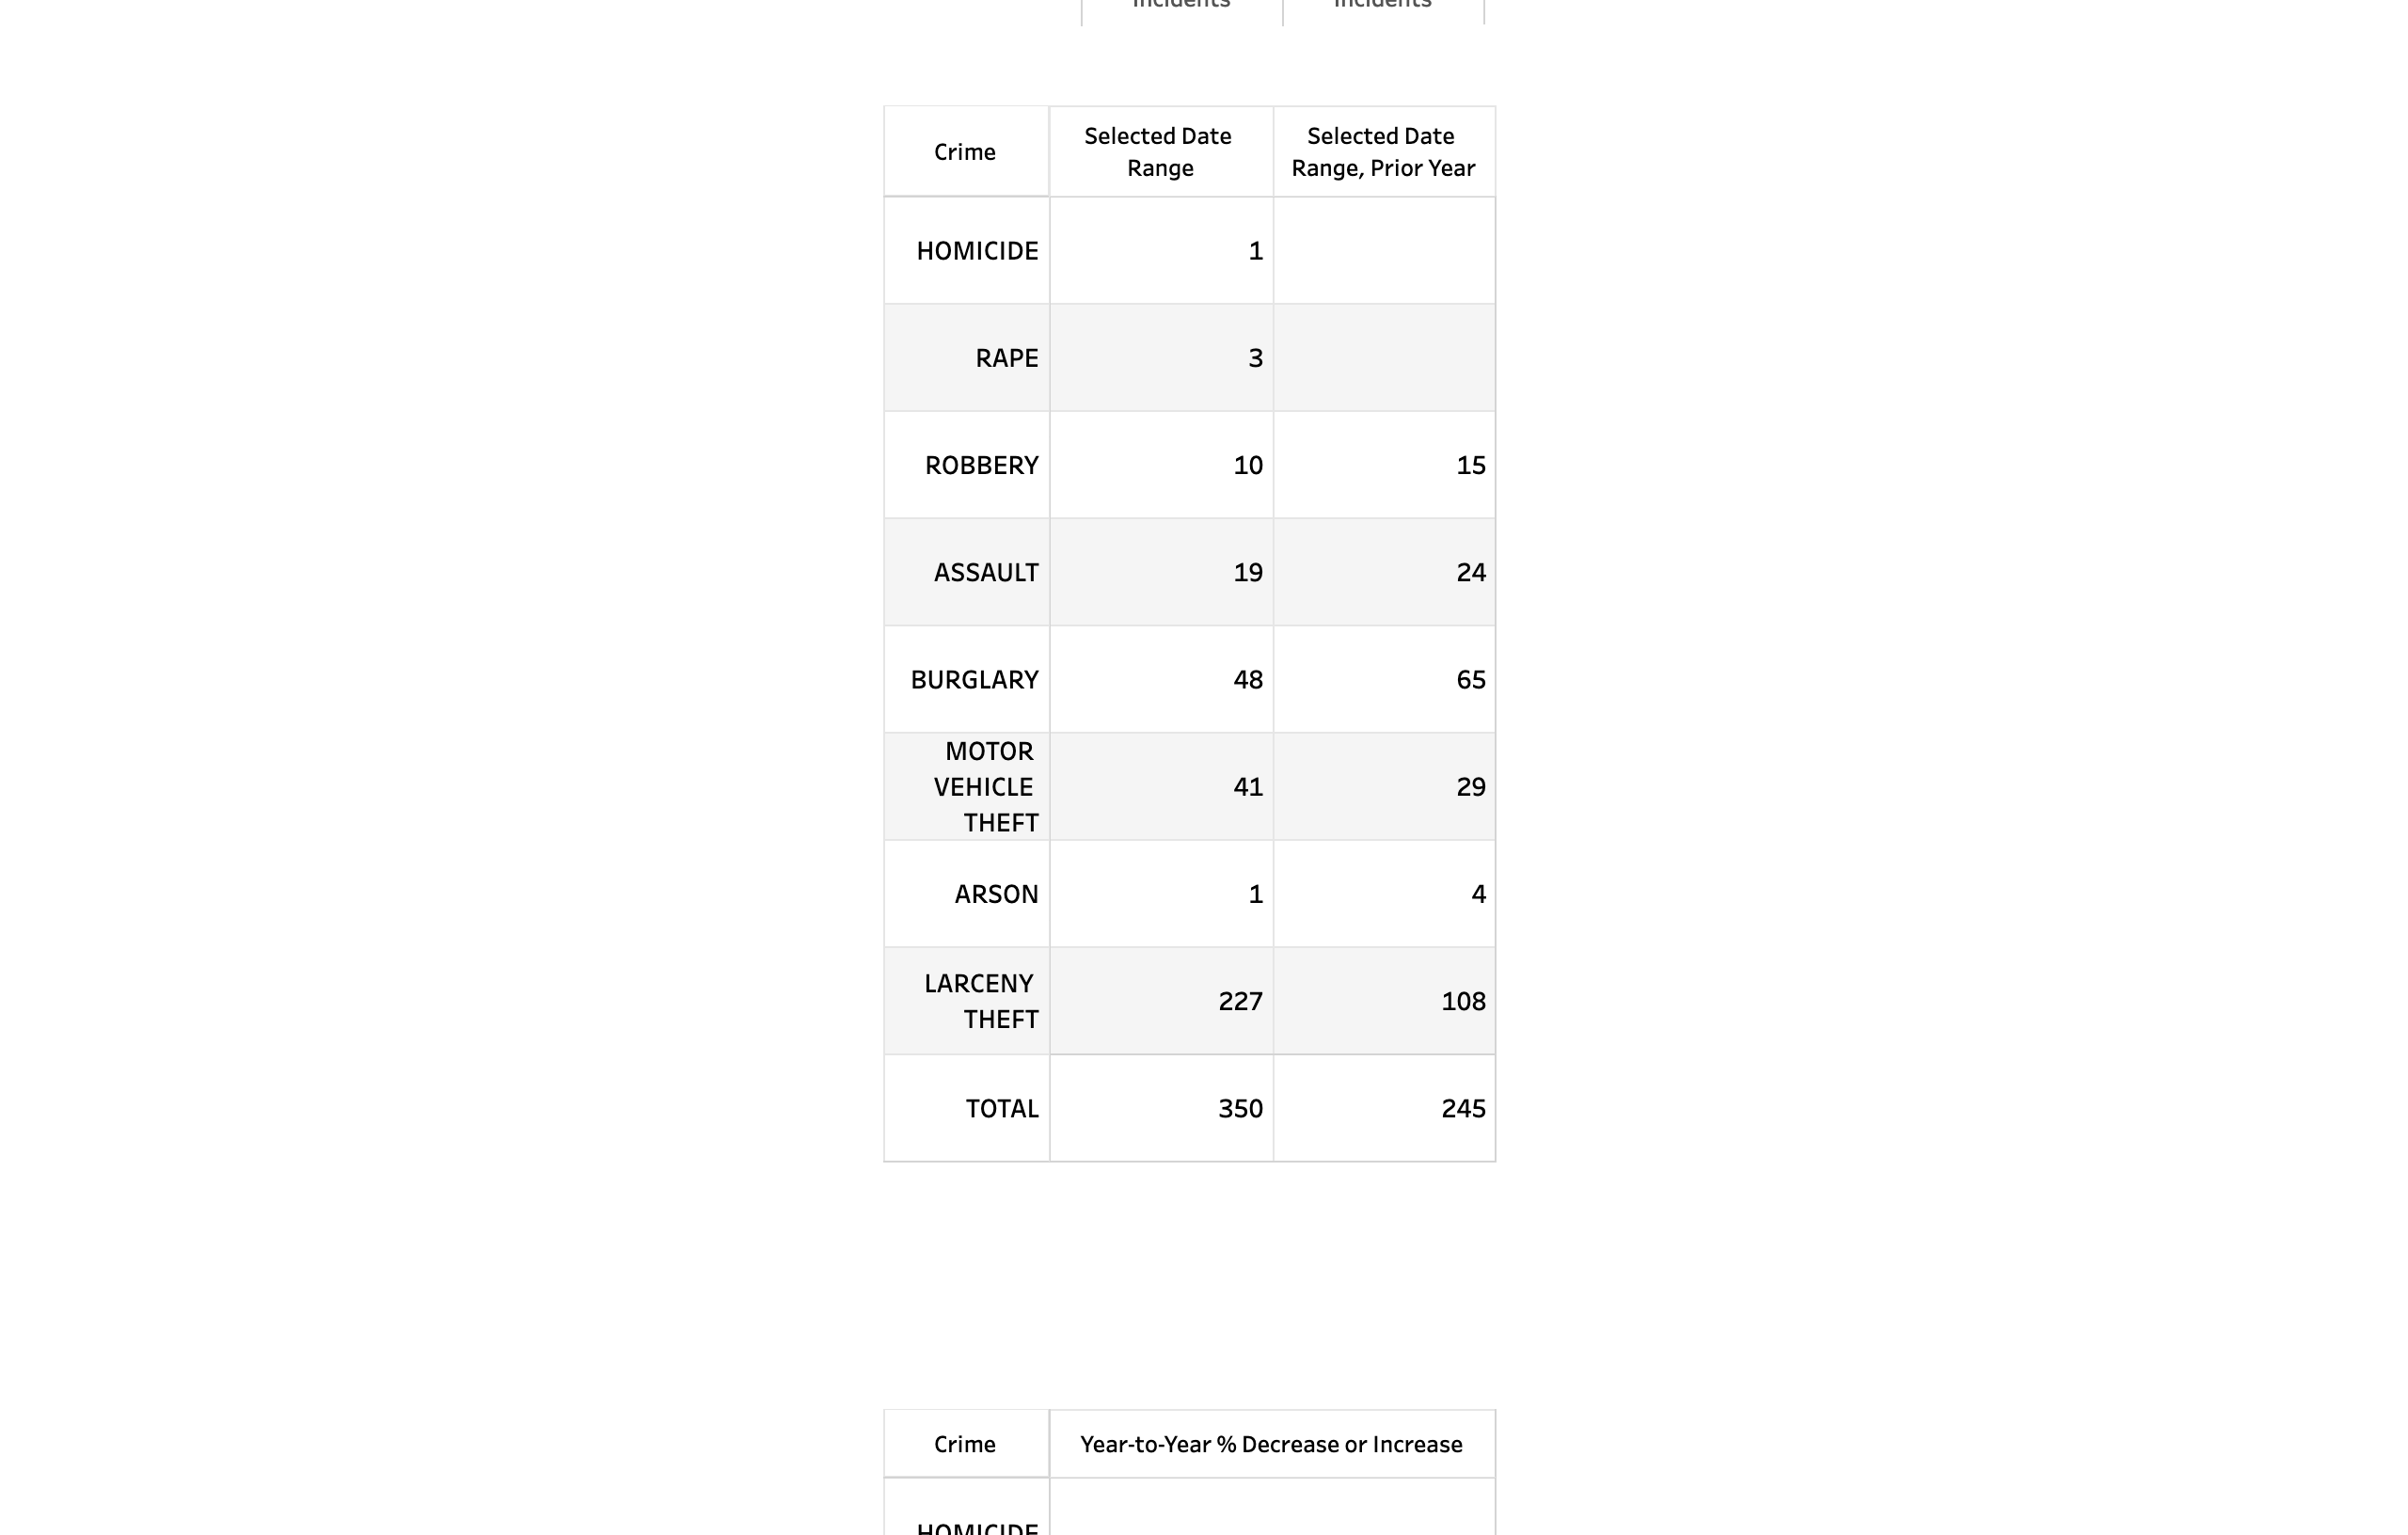 Incidents Incidents
Crime Selected Date Range Selected Date Range, Prior Year
HOMICIDE 1
RAPE 3
ROBBERY 10 15
ASSAULT 19 24
BURGLARY 48 65
MOTOR VEHICLE THEFT 41 29
ARSON 1 4
LARCENY THEFT 227 108
TOTAL 350 245
Crime Year-to-Year % Decrease or Increase
HOMICIDE